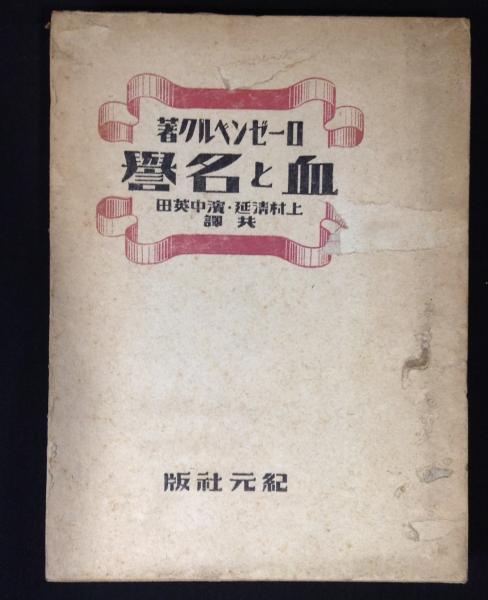 ローゼンベルク著
血と名譽
上村清延・濱中英田
共譯
紀元社版